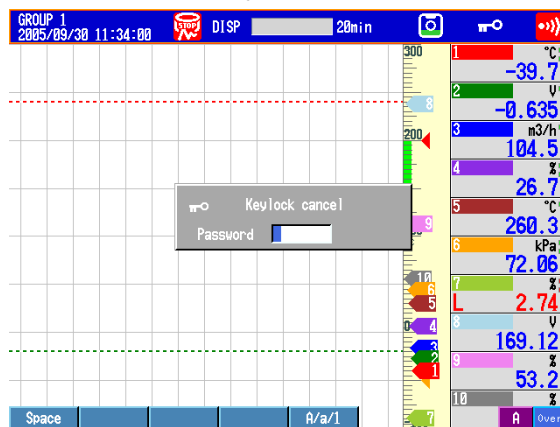 GROUP 1
2005/09/30 11:34:00
STOP
DISP
20min
300
200
0
8
9
10
6
5
4
3
2
1
7
1 °C
-39.7
2 V
-0.635
3 m3/h
104.5
4 %
26.7
5 °C
260.3
6 kPa
72.06
7 %
L 2.74
8 V
169.12
9 %
53.2
10 %
Keylock cancel
Password
Space
A/a/1
A
Over